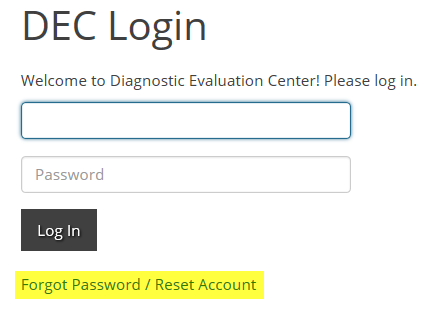 DEC Login
Welcome to Diagnostic Evaluation Center! Please log in.
Password
Log In
Forgot Password / Reset Account